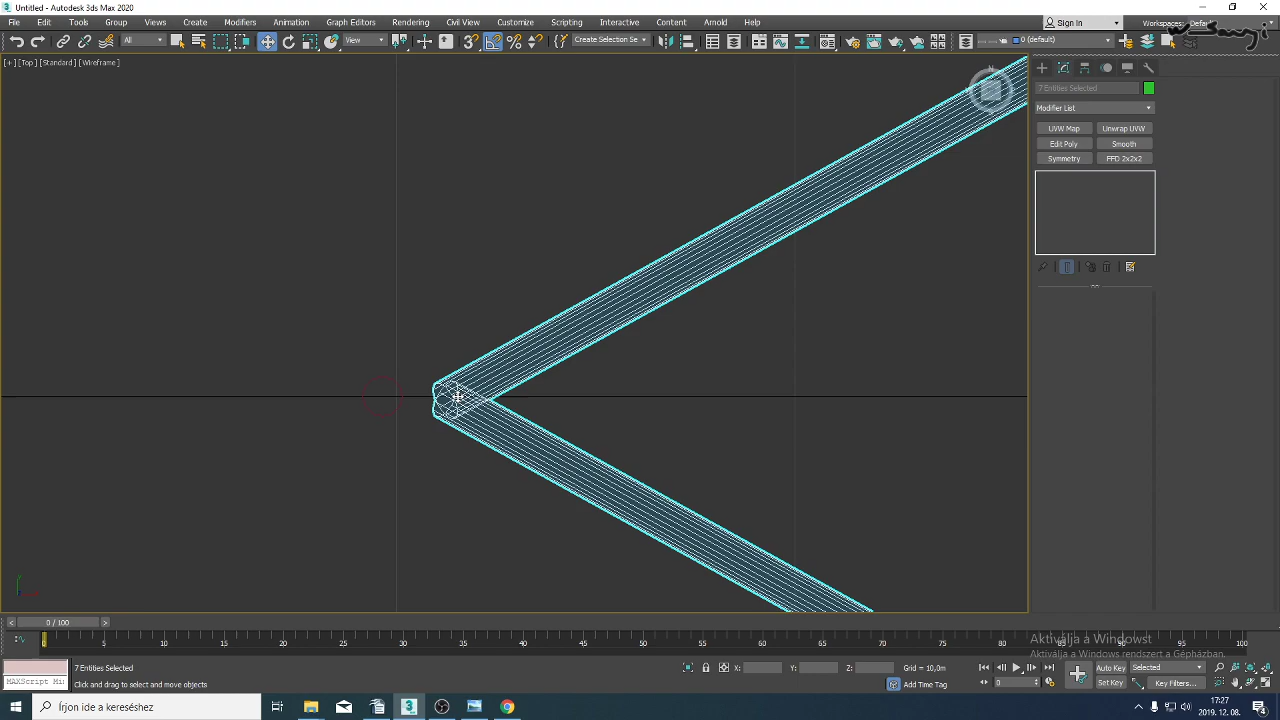 Untitled - Autodesk 3ds Max 2020
File Edit Tools Group Views Create Modifiers Animation Graph Editors Rendering Civil View Customize Scripting Interactive Content Arnold Help
Sign In Workspaces: Default
All View Create Selection Se 0 (default)
[+] [Top] [Standard] [Wireframe]
N
7 Entities Selected
Modifier List
UVW Map Unwrap UVW
Edit Poly Smooth
Symmetry FFD 2x2x2
0 / 100
0 5 10 15 20 25 30 35 40 45 50 55 60 65 70 75 80 85 90 95 100
Aktiválja a Windowst
Aktiválja a Windows rendszert a Gépházban.
7 Entities Selected X: Y: Z: Grid = 10,0m Auto Key Selected
MAXScript Mi Click and drag to select and move objects Add Time Tag 0 Set Key Key Filters...
Írjon ide a kereséshez
17:27
2019. 12. 08.